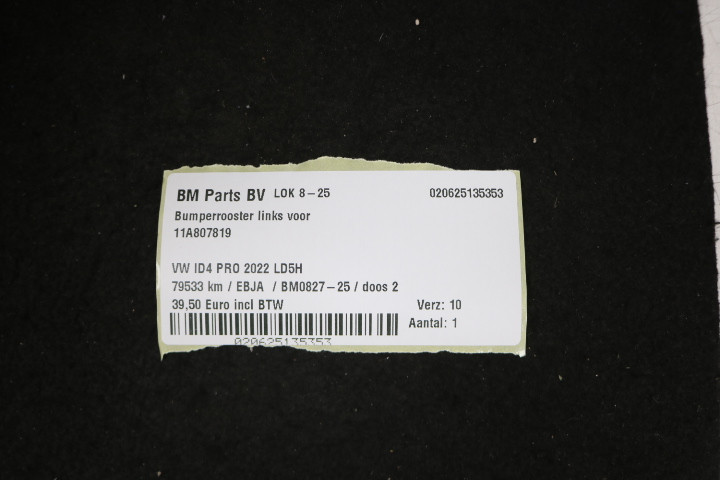 BM Parts BV LOK 8-25 020625135353
Bumperrooster links voor
11A807819
VW ID4 PRO 2022 LD5H
79533 km / EBJA / BM0827-25 / doos 2
39,50 Euro incl BTW Verz: 10
Aantal: 1
020625135353